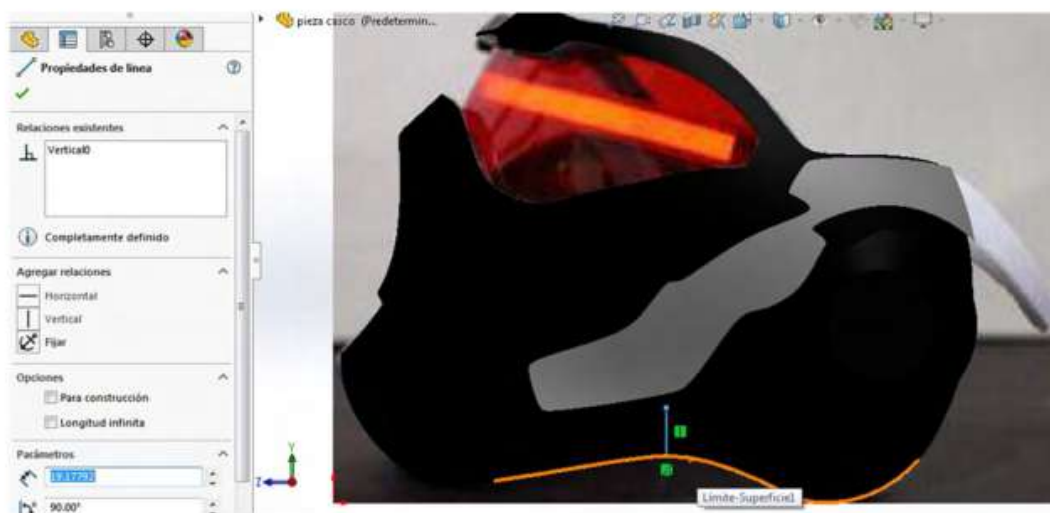 pieza casco (Predetermin...
Propiedades de línea
Relaciones existentes
Vertical0
Completamente definido
Agregar relaciones
Horizontal
Vertical
Fijar
Opciones
Para construcción
Longitud infinita
Parámetros
19.17792
90.00°
Y
Z
Límite-Superficie1